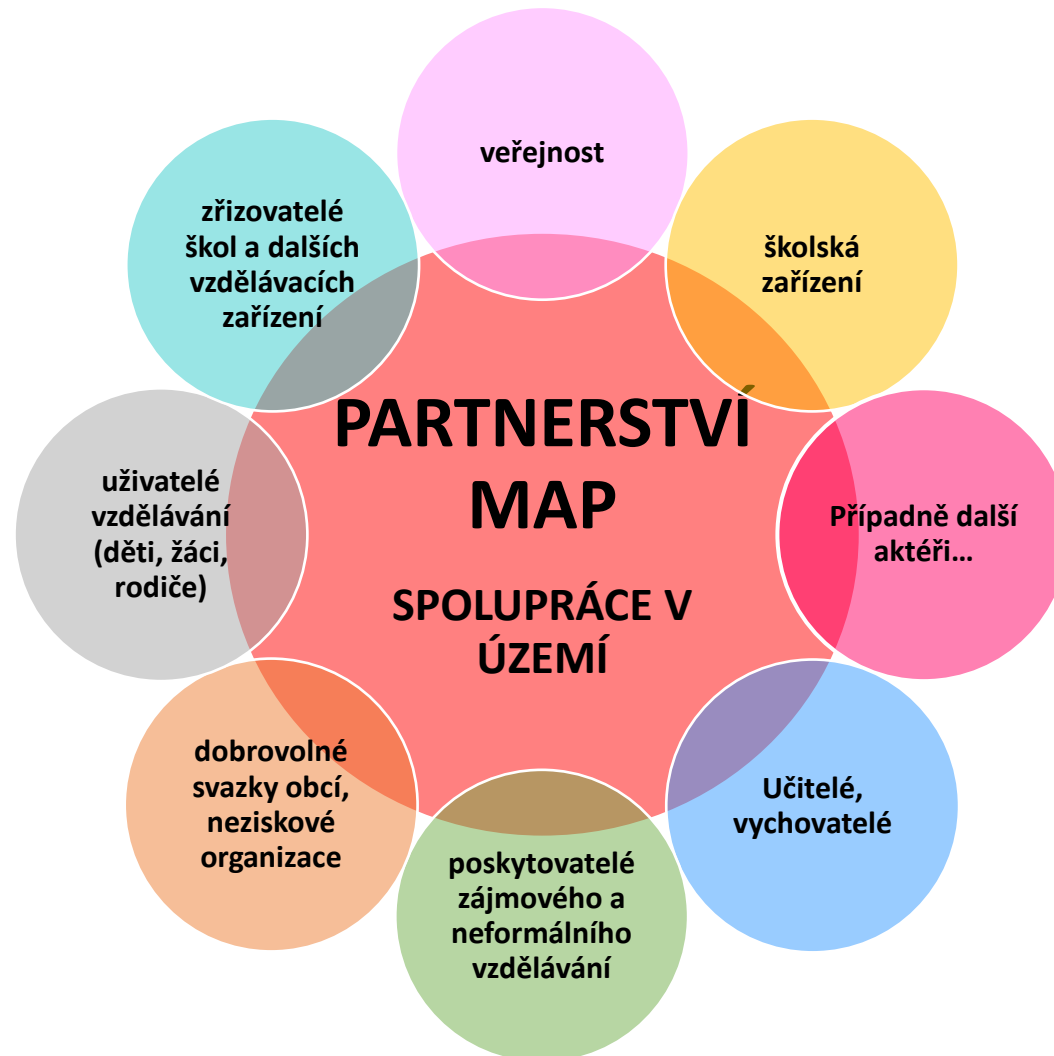 veřejnost
školská
zařízení
Případně další
aktéři...
Učitelé,
vychovatelé
poskytovatelé
zájmového a
neformálního
vzdělávání
dobrovolné
svazky obcí,
neziskové
organizace
uživatelé
vzdělávání
(děti, žáci,
rodiče)
zřizovatelé
škol a dalších
vzdělávacích
zařízení
PARTNERSTVÍ
MAP
SPOLUPRÁCE V
ÚZEMÍ